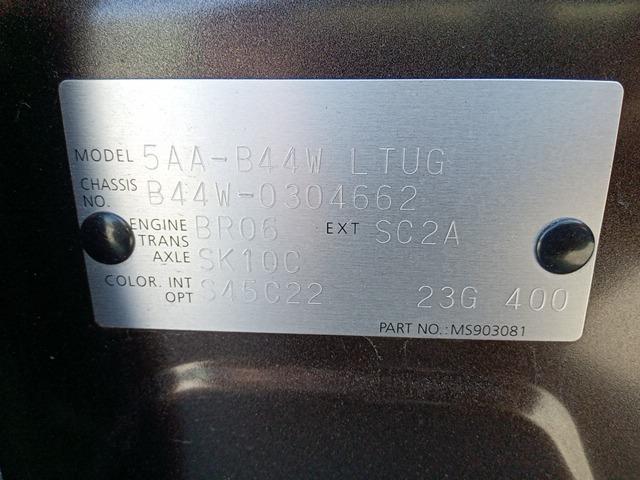 MODEL 5AA-B44W LTUG
CHASSIS NO. B44W-0304662
ENGINE BR06 EXT SC2A
TRANS AXLE SK10C
COLOR. INT OPT S45C22 23G 400
PART NO.:MS903081